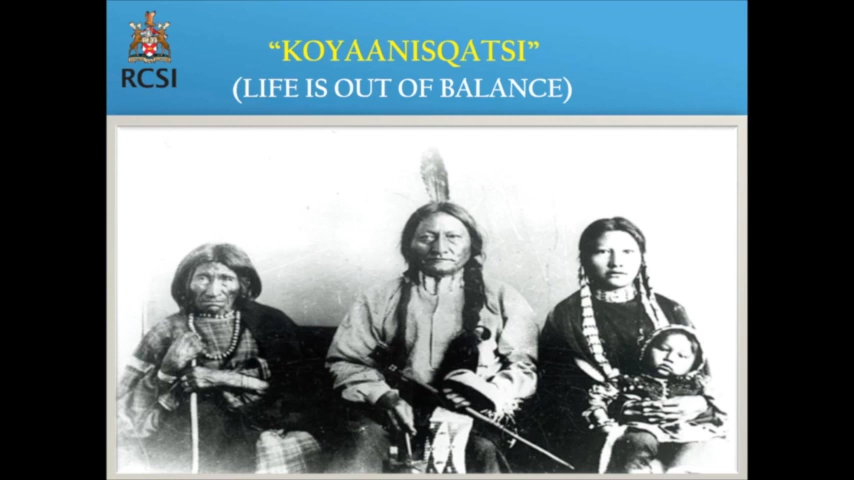 RCSI
“KOYAANISQATSI”
(LIFE IS OUT OF BALANCE)